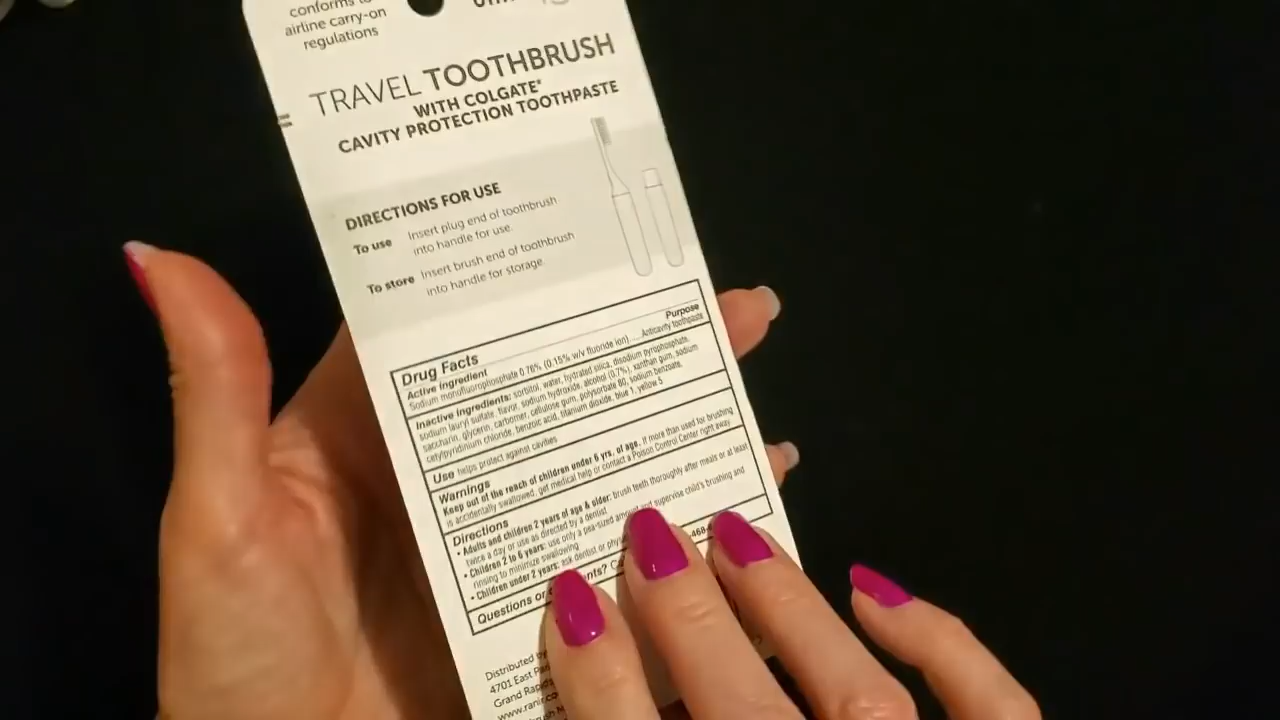 conforms to
airline carry-on
regulations
TRAVEL TOOTHBRUSH
WITH COLGATE®
CAVITY PROTECTION TOOTHPASTE
DIRECTIONS FOR USE
To use Insert plug end of toothbrush
into handle for use.
To store Insert brush end of toothbrush
into handle for storage.
Drug Facts
Active ingredient Purpose
Sodium monofluorophosphate 0.76% (0.15% w/v fluoride ion)....Anticavity toothpaste
Inactive ingredients: sorbitol, water, hydrated silica, disodium pyrophosphate,
sodium lauryl sulfate, flavor, sodium hydroxide, alcohol (0.7%), xanthan gum, sodium
saccharin, glycerin, carbomer, cellulose gum, polysorbate 80, sodium benzoate,
cetylpyridinium chloride, benzoic acid, titanium dioxide, blue 1, yellow 5
Use helps protect against cavities
Warnings
Keep out of the reach of children under 6 yrs. of age. If more than used for brushing
is accidentally swallowed, get medical help or contact a Poison Control Center right away
Directions
• Adults and children 2 years of age & older: brush teeth thoroughly after meals or at least
twice a day or use as directed by a dentist
• Children 2 to 6 years: use only a pea-sized amount and supervise child's brushing and
rinsing to minimize swallowing
• Children under 2 years: ask dentist or
Questions or
Distributed by
4701 East
Grand Rapids